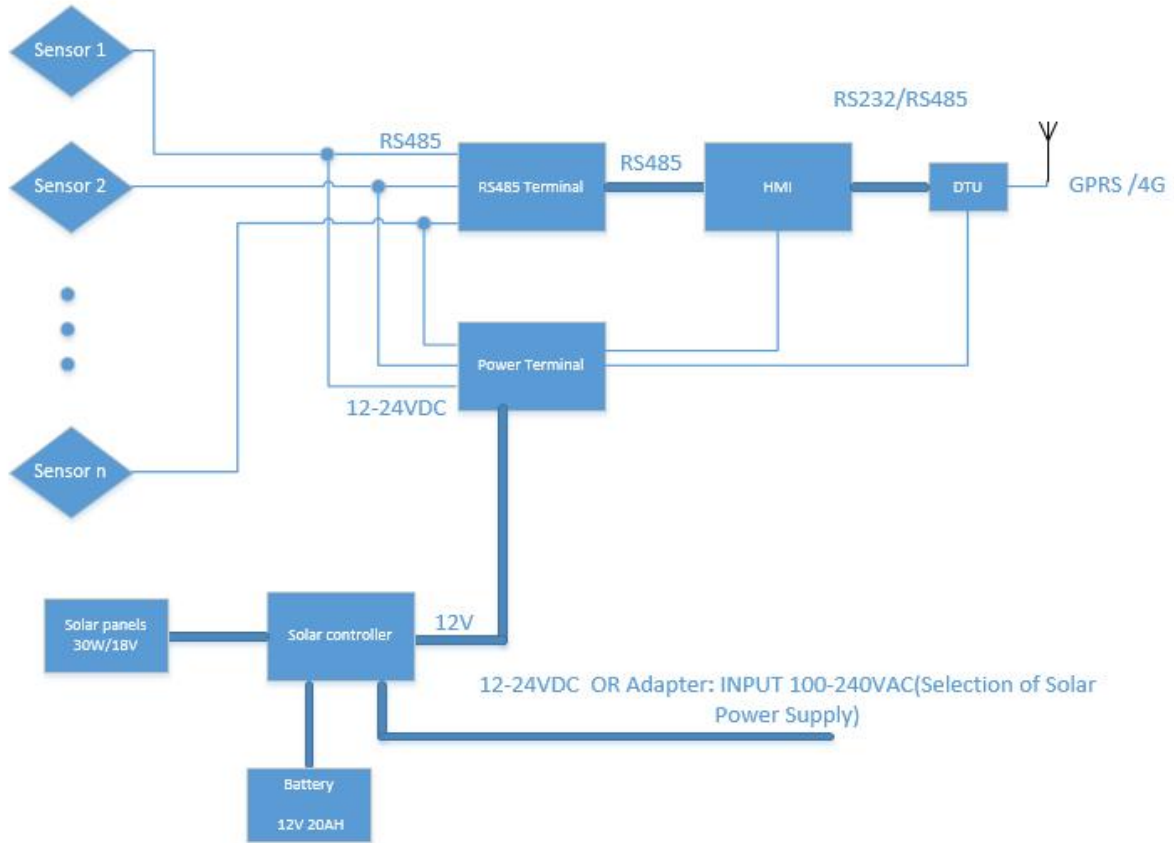 Sensor 1
RS232/RS485
RS485
RS485
Sensor 2
RS485 Terminal
HMI
DTU
GPRS /4G
Power Terminal
12-24VDC
Sensor n
Solar panels
30W/18V
Solar controller
12V
12-24VDC OR Adapter: INPUT 100-240VAC(Selection of Solar
Power Supply)
Battery
12V 20AH